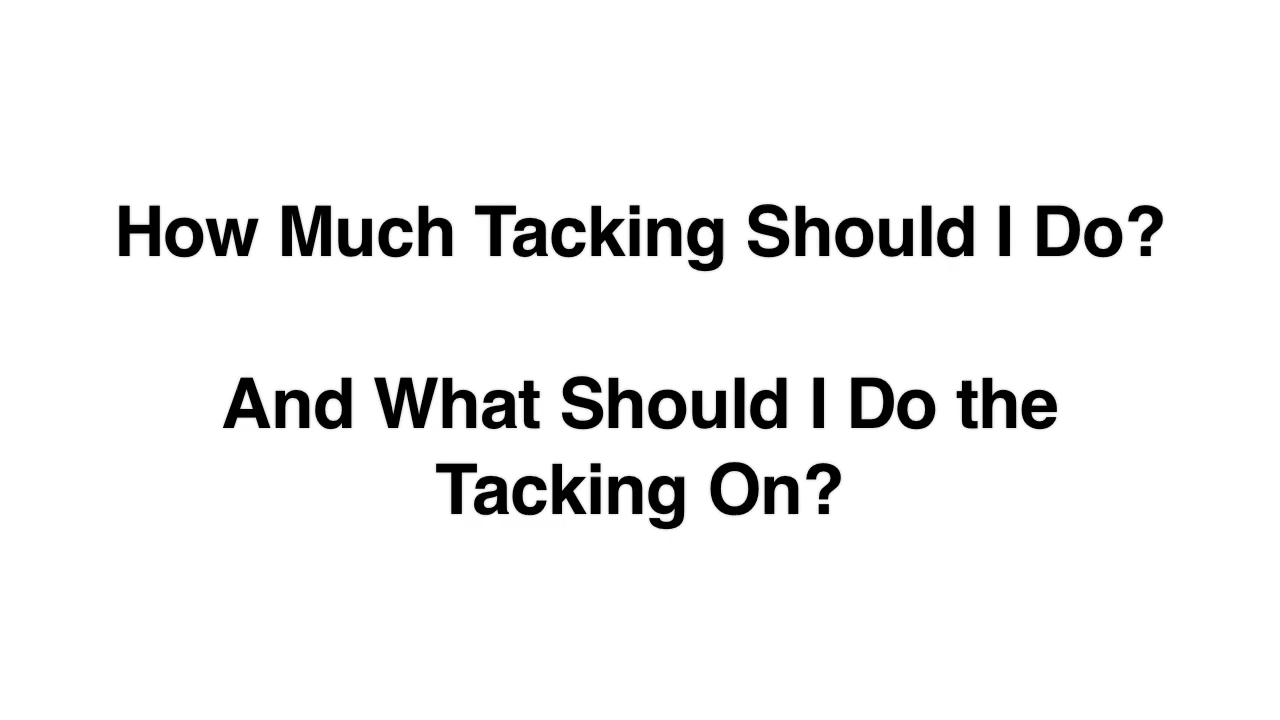 How Much Tacking Should I Do?
And What Should I Do the
Tacking On?